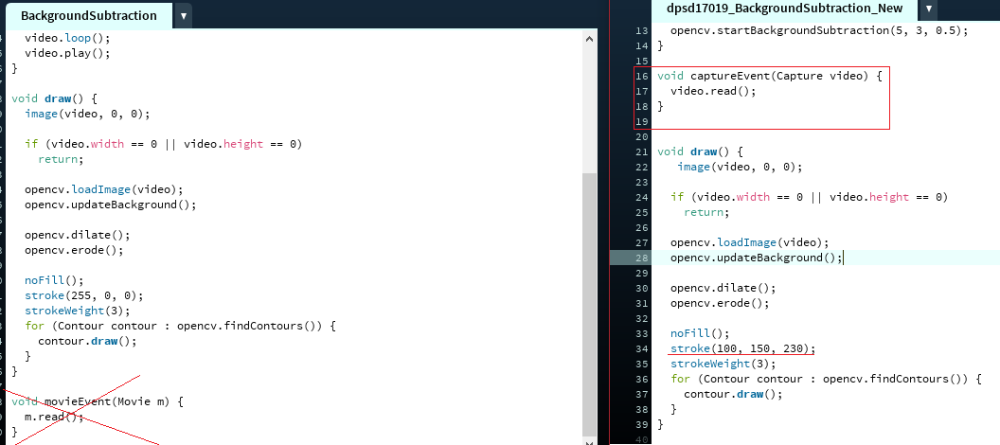 BackgroundSubtraction
▼
  video.loop();
  video.play();
}
void draw() {
  image(video, 0, 0);
  if (video.width == 0 || video.height == 0)
    return;
  opencv.loadImage(video);
  opencv.updateBackground();
  opencv.dilate();
  opencv.erode();
  noFill();
  stroke(255, 0, 0);
  strokeWeight(3);
  for (Contour contour : opencv.findContours()) {
    contour.draw();
  }
}
void movieEvent(Movie m) {
  m.read();
}
dpsd17019_BackgroundSubtraction_New
▼
13   opencv.startBackgroundSubtraction(5, 3, 0.5);
14 }
15
16 void captureEvent(Capture video) {
17   video.read();
18 }
19
20
21 void draw() {
22    image(video, 0, 0);
23
24   if (video.width == 0 || video.height == 0)
25     return;
26
27   opencv.loadImage(video);
28   opencv.updateBackground();
29
30   opencv.dilate();
31   opencv.erode();
32
33   noFill();
34   stroke(100, 150, 230);
35   strokeWeight(3);
36   for (Contour contour : opencv.findContours()) {
37     contour.draw();
38   }
39 }
40